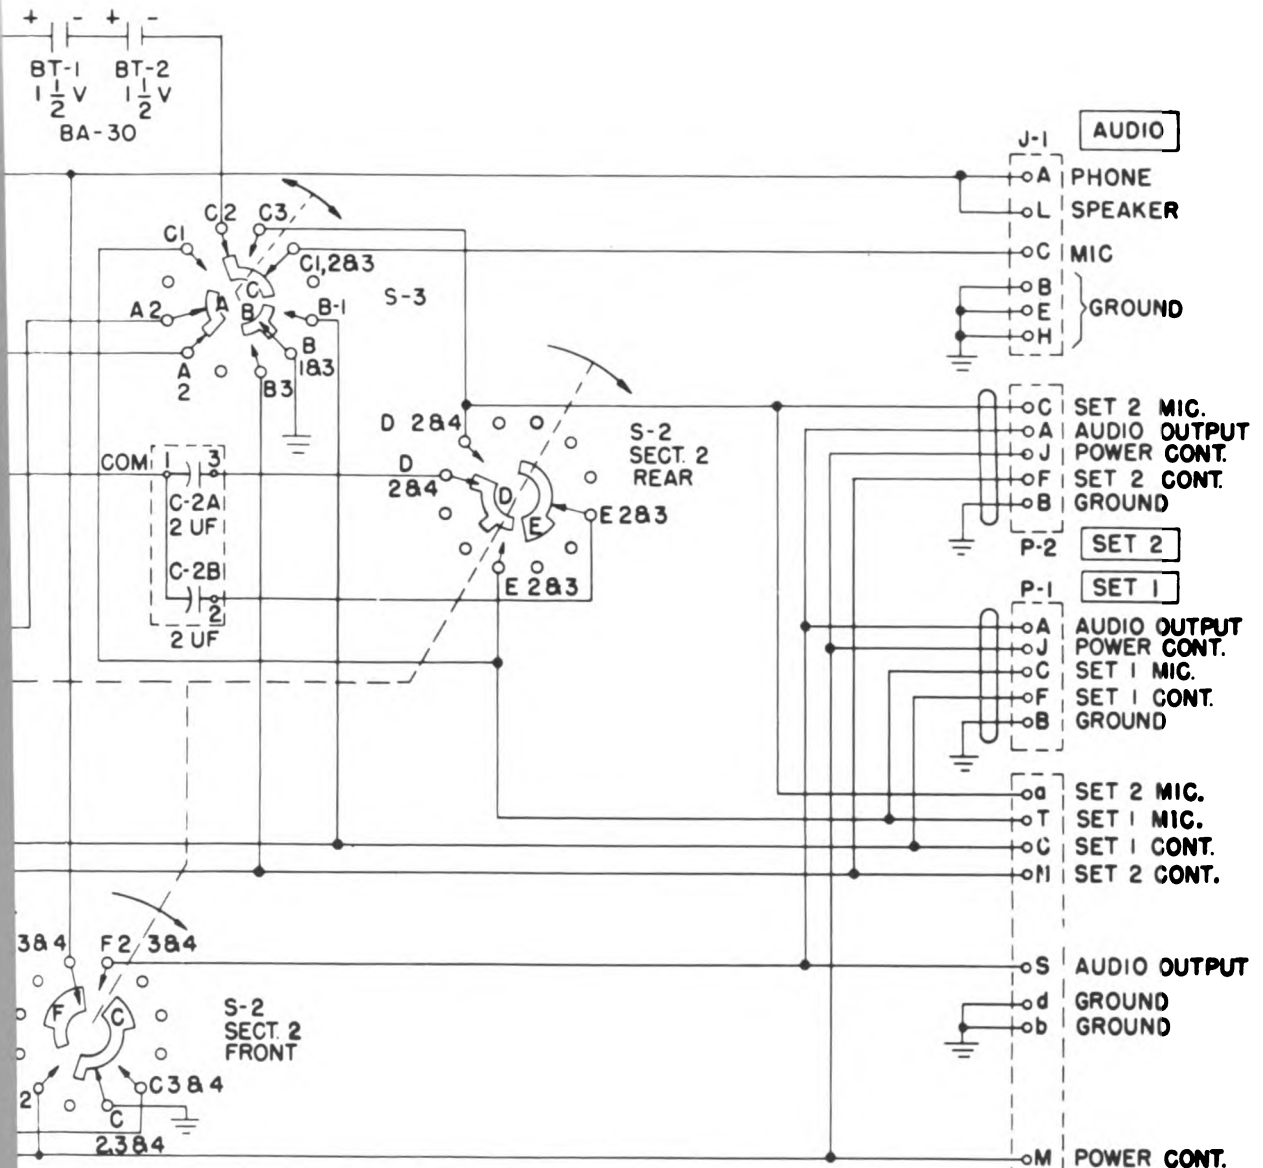 + - + -
BT-1 BT-2
1 1/2 V 1 1/2 V
BA-30
J-1 AUDIO
A PHONE
L SPEAKER
C MIC
B
E GROUND
H
C2 C3
C1
C1,2&3
C
S-3
A2 A B B-1
B
1&3
A
2
B3
D 2&4
S-2
SECT. 2
REAR
D
2&4
D
E
E 2&3
E 2&3
COM 1 3
C-2A
2 UF
C-2B
2
2 UF
C SET 2 MIC.
A AUDIO OUTPUT
J POWER CONT.
F SET 2 CONT.
B GROUND
P-2 SET 2
P-1 SET 1
A AUDIO OUTPUT
J POWER CONT.
C SET 1 MIC.
F SET 1 CONT.
B GROUND
a SET 2 MIC.
T SET 1 MIC.
C SET 1 CONT.
N SET 2 CONT.
3&4 F2 3&4
S AUDIO OUTPUT
d GROUND
b GROUND
F C
S-2
SECT. 2
FRONT
2
C3&4
C
2,3&4
M POWER CONT.